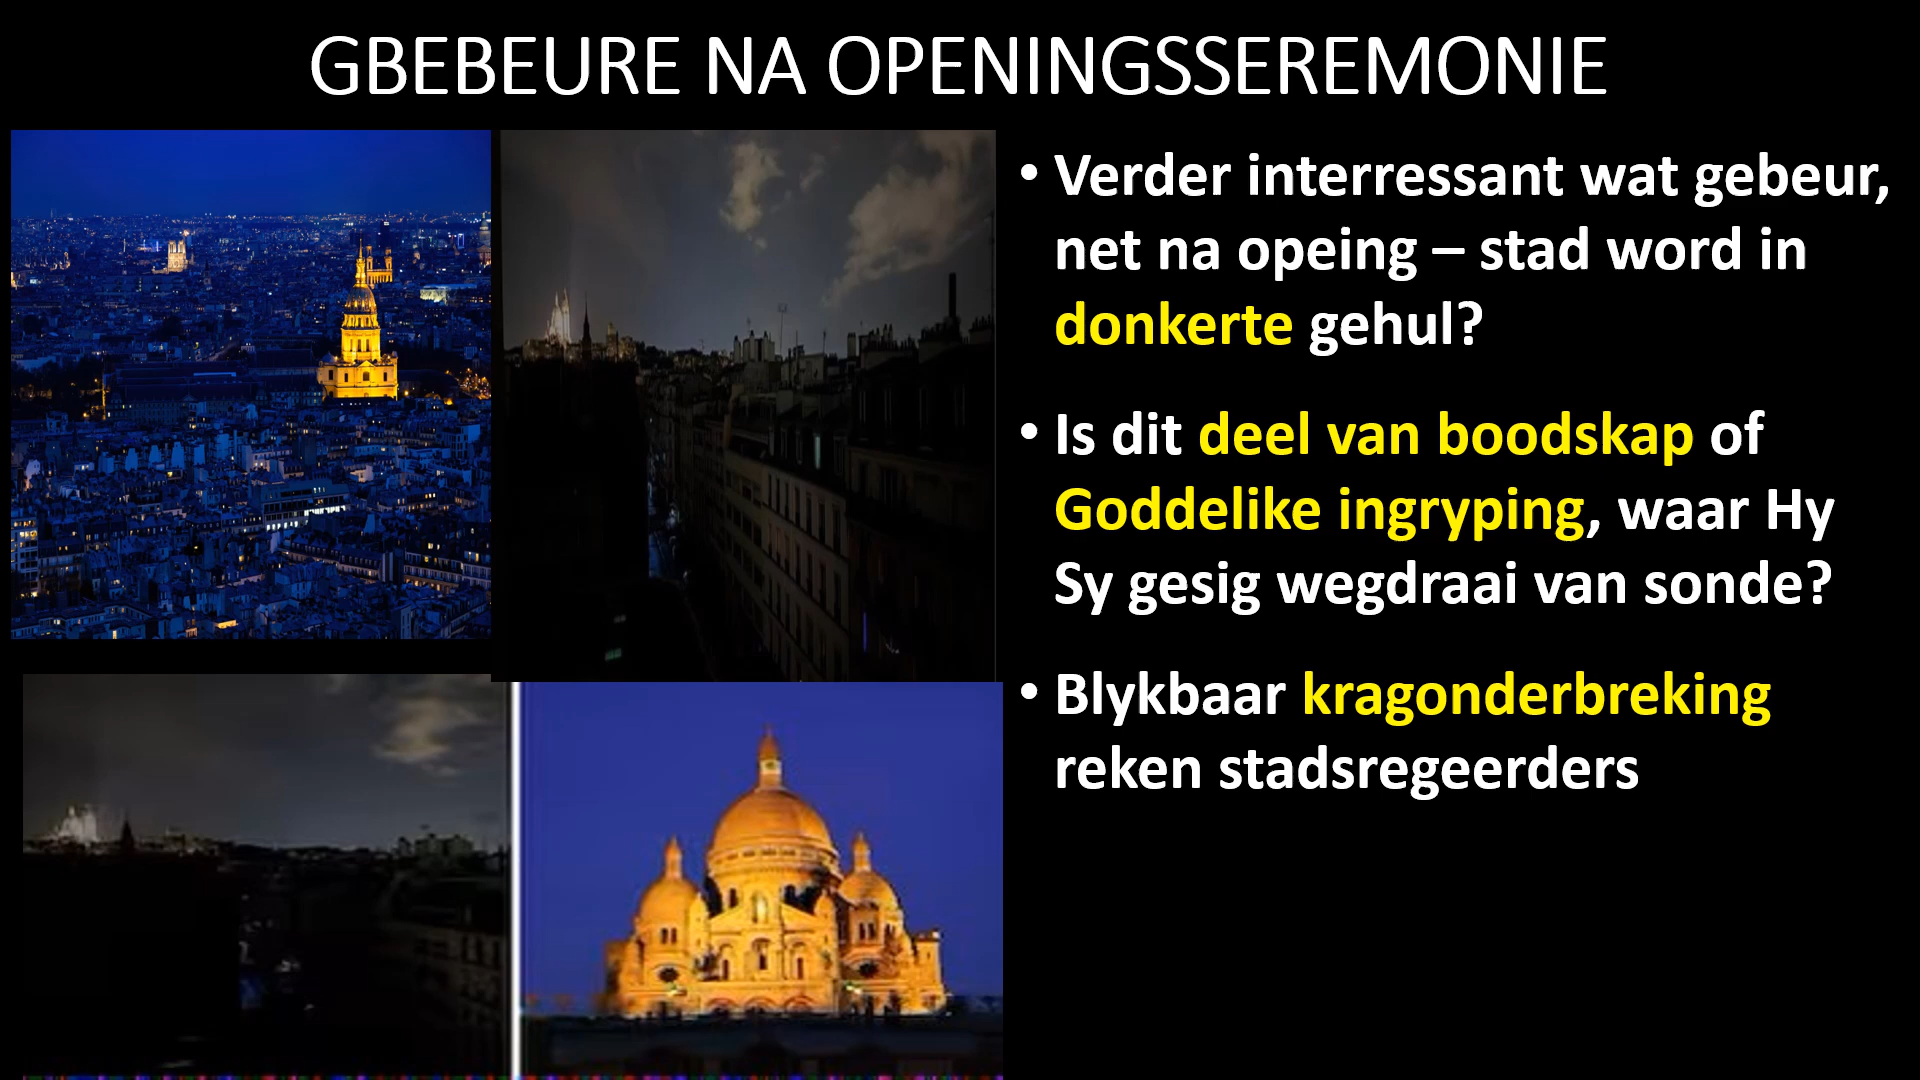 GBEBEURE NA OPENINGSSEREMONIE
• Verder interressant wat gebeur,
net na opeing – stad word in
donkerte gehul?
• Is dit deel van boodskap of
Goddelike ingryping, waar Hy
Sy gesig wegdraai van sonde?
• Blykbaar kragonderbreking
reken stadsregeerders